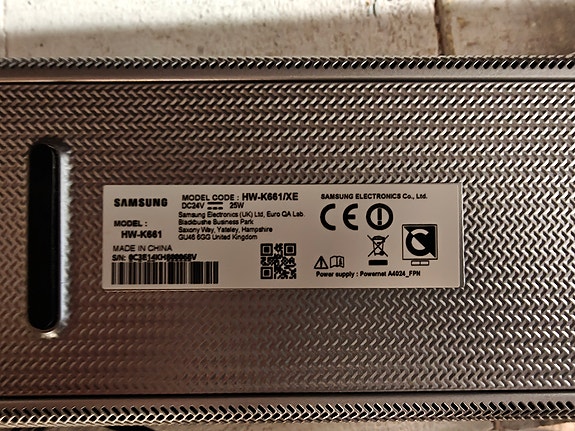 SAMSUNG
MODEL :
HW-K661
MADE IN CHINA
S/N:
MODEL CODE : HW-K661/XE
DC24V 25W
Samsung Electronics (UK) Ltd, Euro QA Lab.
Blackbushe Business Park
Saxony Way, Yateley, Hampshire
GU46 6GG United Kingdom
SAMSUNG ELECTRONICS Co., Ltd.
CE
Power supply : Powernet A4024_FPN